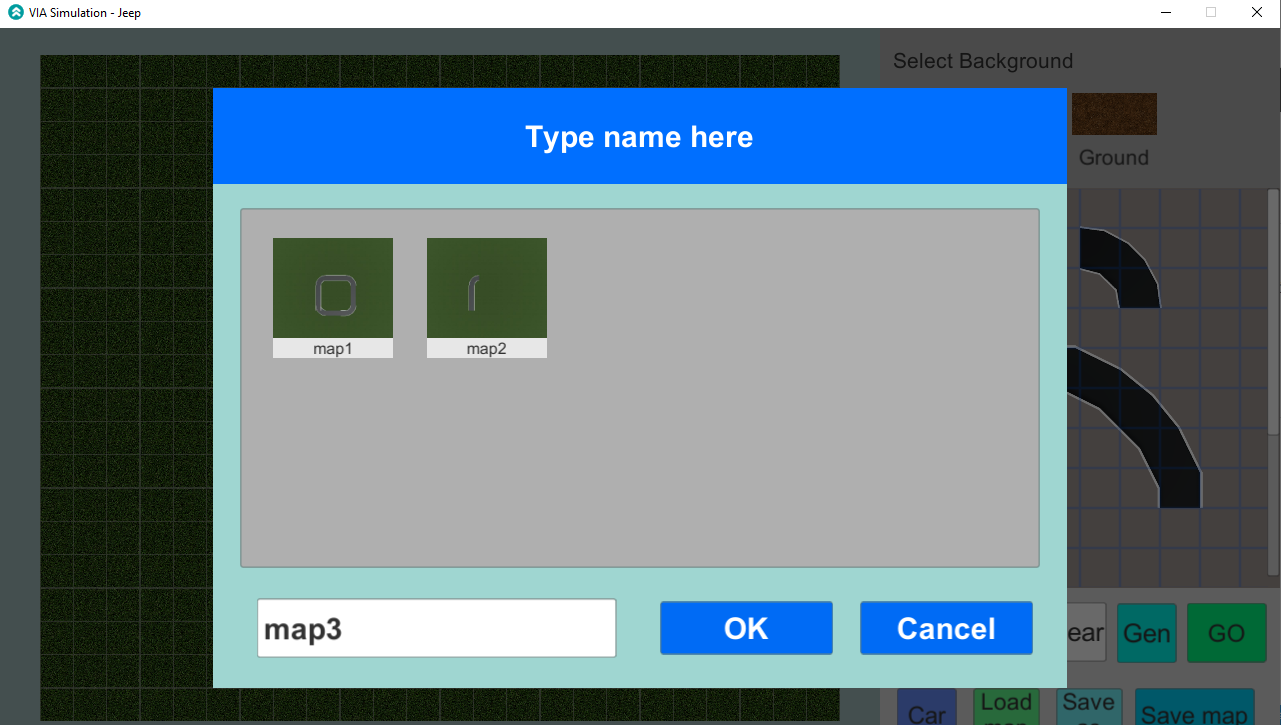 VIA Simulation - Jeep
Select Background
Type name here
Ground
map1
map2
map3
OK
Cancel
ear
Gen
GO
Car
Load
map
Save
Save map